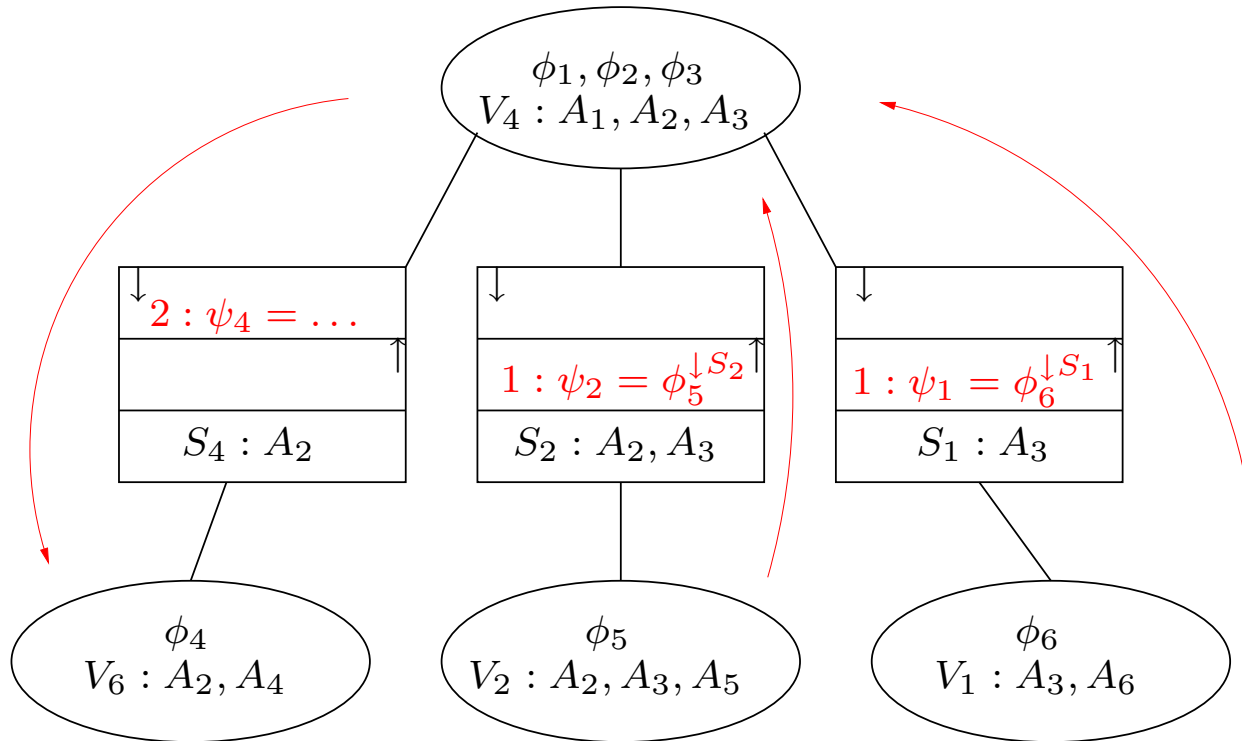 ϕ₁, ϕ₂, ϕ₃
V₄ : A₁, A₂, A₃
↓
2 : ψ₄ = …
↑
S₄ : A₂
↓
↑
1 : ψ₂ = ϕ₅^{↓S₂}
S₂ : A₂, A₃
↓
↑
1 : ψ₁ = ϕ₆^{↓S₁}
S₁ : A₃
ϕ₄
V₆ : A₂, A₄
ϕ₅
V₂ : A₂, A₃, A₅
ϕ₆
V₁ : A₃, A₆